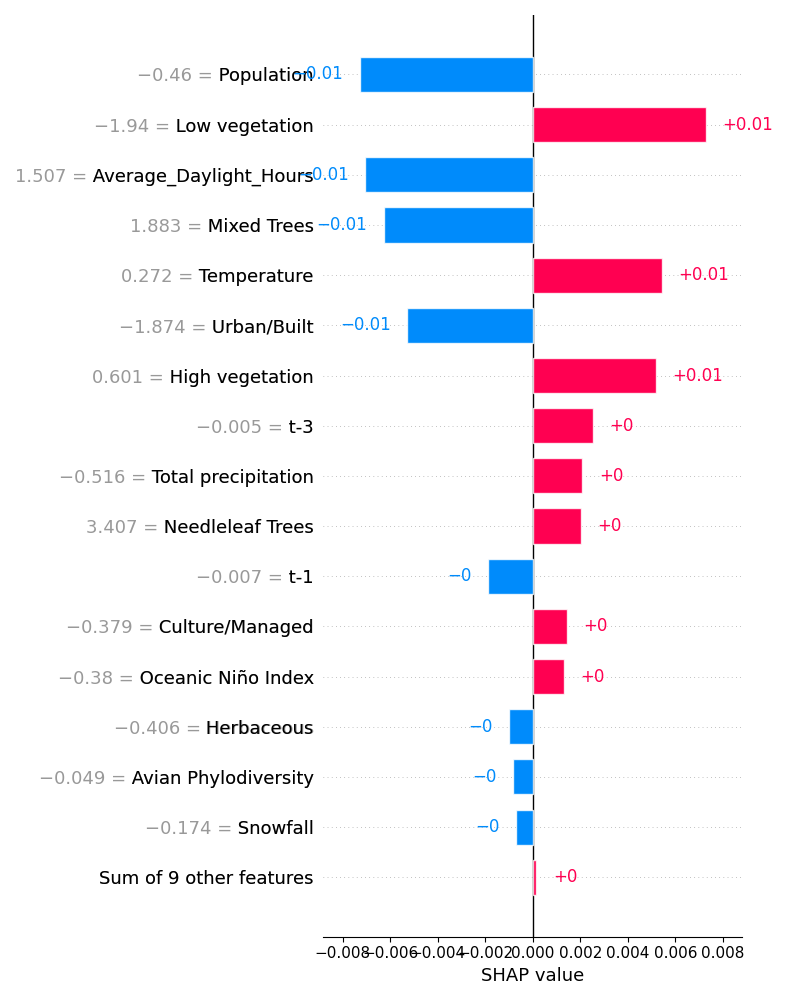 −0.46 = Population −0.01
−1.94 = Low vegetation +0.01
1.507 = Average_Daylight_Hours −0.01
1.883 = Mixed Trees −0.01
0.272 = Temperature +0.01
−1.874 = Urban/Built −0.01
0.601 = High vegetation +0.01
−0.005 = t-3 +0
−0.516 = Total precipitation +0
3.407 = Needleleaf Trees +0
−0.007 = t-1 −0
−0.379 = Culture/Managed +0
−0.38 = Oceanic Niño Index +0
−0.406 = Herbaceous −0
−0.049 = Avian Phylodiversity −0
−0.174 = Snowfall −0
Sum of 9 other features +0
−0.008 −0.006 −0.004 −0.002 0.000 0.002 0.004 0.006 0.008
SHAP value